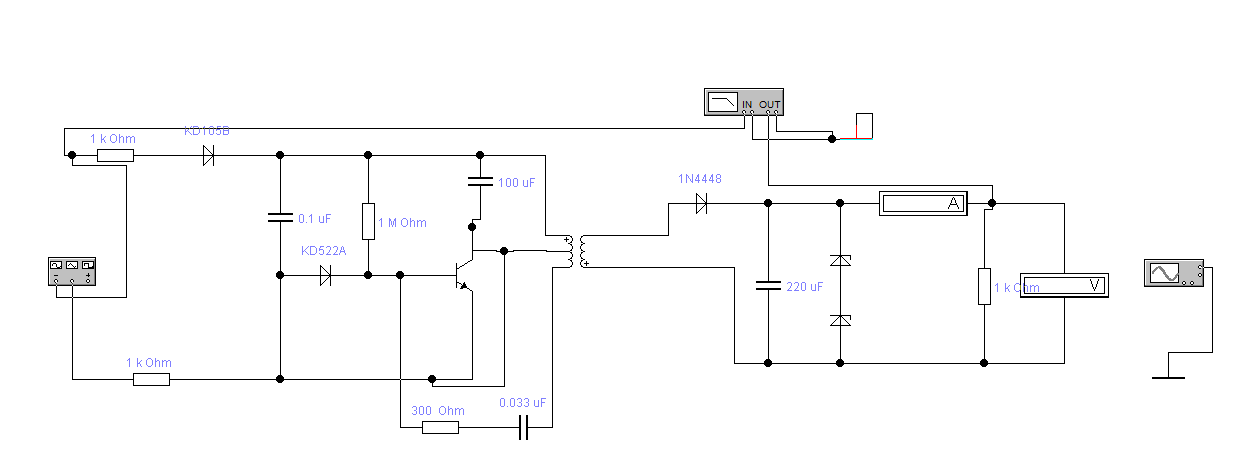 IN OUT
KD105B
1 k Ohm
1N4448
100 uF
A
0.1 uF
1 M Ohm
KD522A
- +
220 uF
1 k Ohm
V
1 k Ohm
0.033 uF
300 Ohm